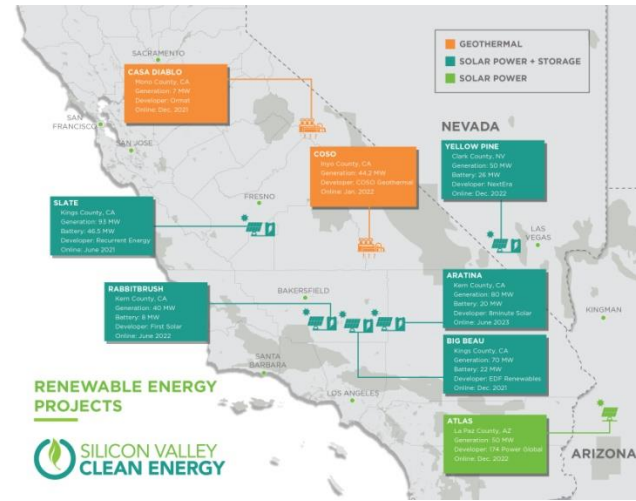 GEOTHERMAL
SOLAR POWER + STORAGE
SOLAR POWER
SACRAMENTO
CASA DIABLO
Mono County, CA
Generation: 7 MW
Developer: Ormat
Online: Dec. 2021
SAN
FRANCISCO
SAN JOSE
NEVADA
COSO
Inyo County, CA
Generation: 44.2 MW
Developer: COSO Geothermal
Online: Jan. 2022
YELLOW PINE
Clark County, NV
Generation: 50 MW
Battery: 26 MW
Developer: NextEra
Online: Dec. 2022
FRESNO
SLATE
Kings County, CA
Generation: 93 MW
Battery: 46.5 MW
Developer: Recurrent Energy
Online: June 2021
LAS
VEGAS
RABBITBRUSH
Kern County, CA
Generation: 40 MW
Battery: 8 MW
Developer: First Solar
Online: June 2022
BAKERSFIELD
ARATINA
Kern County, CA
Generation: 80 MW
Battery: 20 MW
Developer: 8minute Solar
Online: June 2023
KINGMAN
BIG BEAU
Kings County, CA
Generation: 70 MW
Battery: 22 MW
Developer: EDF Renewables
Online: Dec. 2021
SANTA
BARBARA
LOS ANGELES
RENEWABLE ENERGY
PROJECTS
ATLAS
La Paz County, AZ
Generation: 50 MW
Developer: 174 Power Global
Online: Dec. 2022
ARIZONA
SILICON VALLEY
CLEAN ENERGY